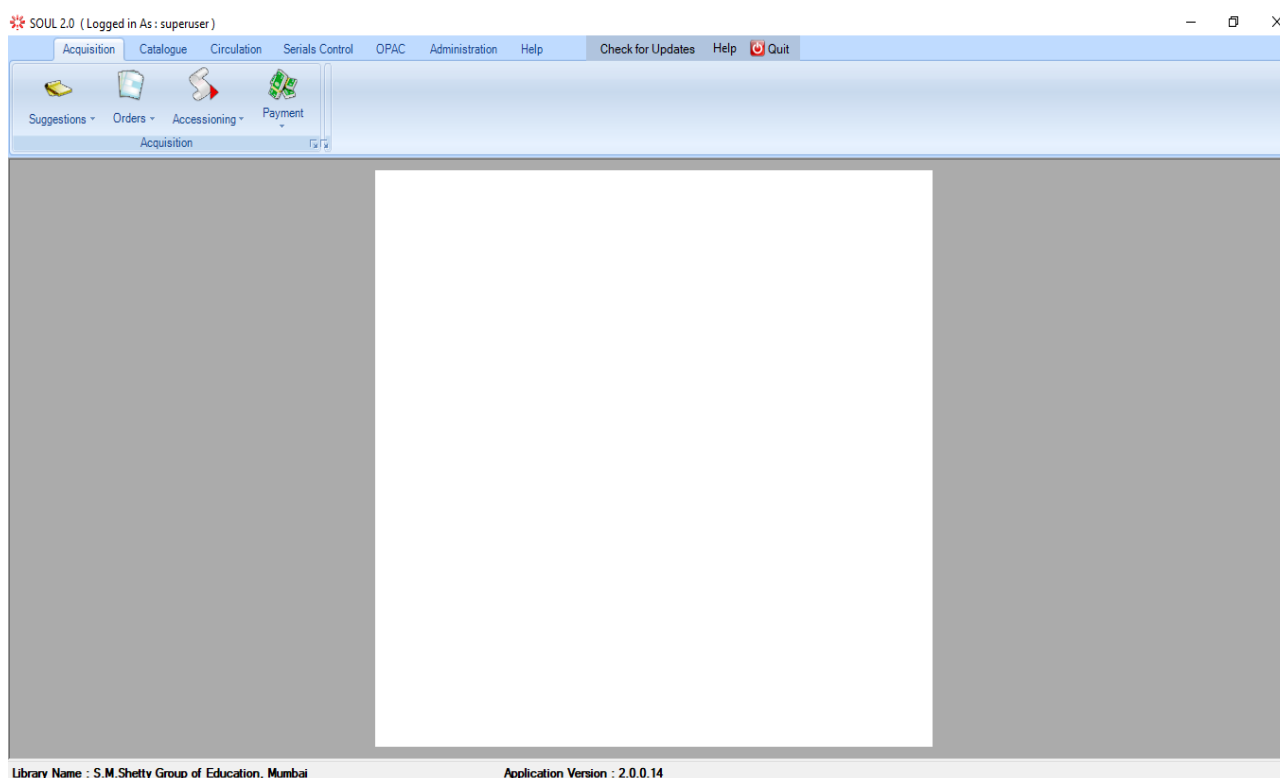 SOUL 2.0 ( Logged in As : superuser )
Acquisition Catalogue Circulation Serials Control OPAC Administration Help Check for Updates Help Quit
Suggestions Orders Accessioning Payment
Acquisition
Library Name : S.M.Shetty Group of Education, Mumbai Application Version : 2.0.0.14